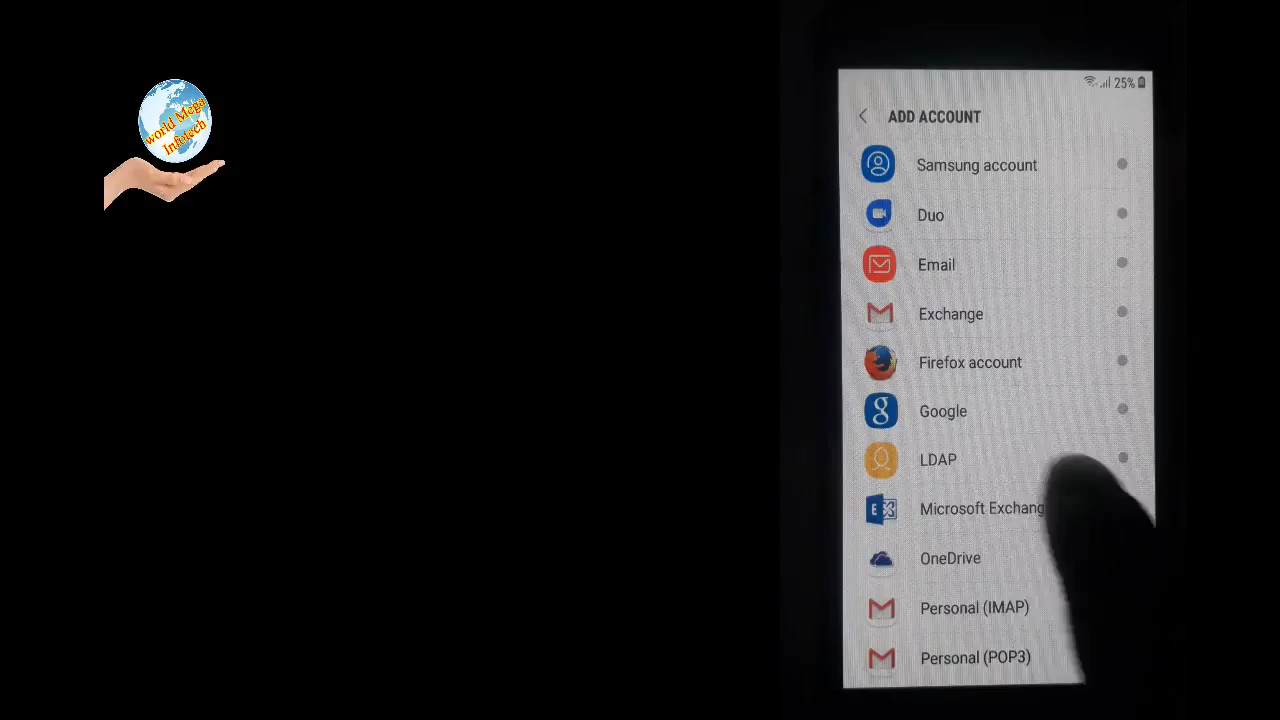 world Mega
Infotech
25%
ADD ACCOUNT
Samsung account
Duo
Email
Exchange
Firefox account
Google
LDAP
Microsoft Exchang
OneDrive
Personal (IMAP)
Personal (POP3)